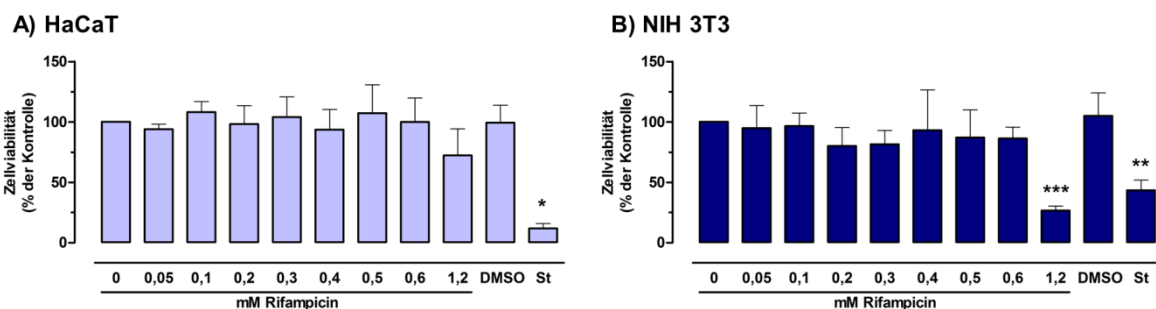 A) HaCaT
Zellviabilität
(% der Kontrolle)
150
100
50
0
*
0 0,05 0,1 0,2 0,3 0,4 0,5 0,6 1,2 DMSO St
mM Rifampicin
B) NIH 3T3
Zellviabilität
(% der Kontrolle)
150
100
50
0
***
**
0 0,05 0,1 0,2 0,3 0,4 0,5 0,6 1,2 DMSO St
mM Rifampicin